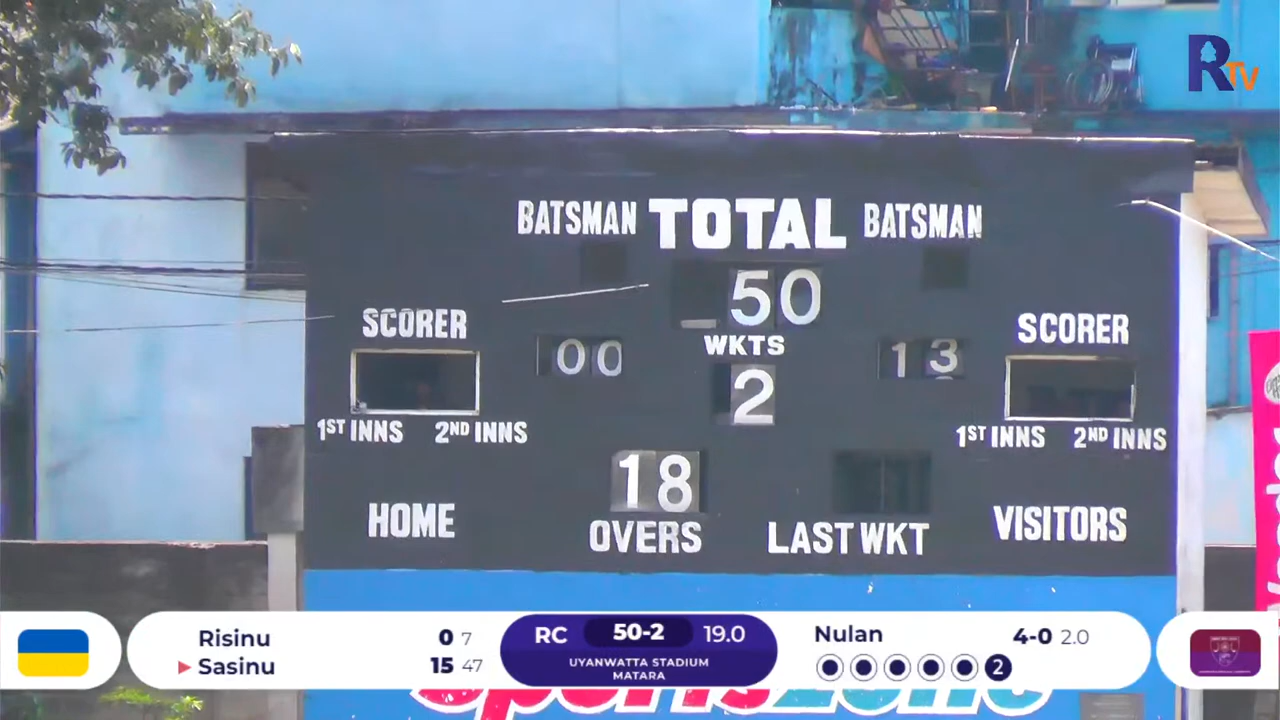 R TV
BATSMAN TOTAL BATSMAN
50
SCORER SCORER
WKTS
00 13
2
1ST INNS 2ND INNS 1ST INNS 2ND INNS
18
HOME OVERS LAST WKT VISITORS
Risinu 0 7
Sasinu 15 47
RC 50-2 19.0
UYANWATTA STADIUM
MATARA
Nulan 4-0 2.0
2